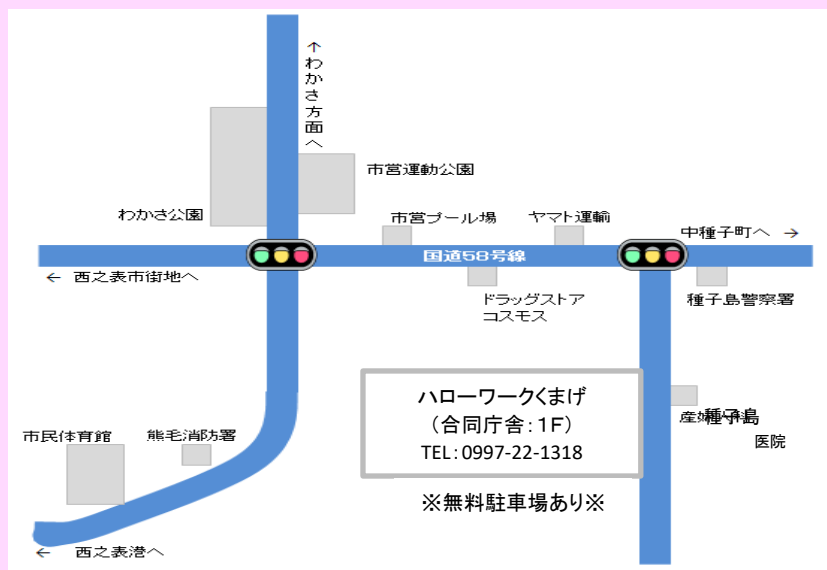 ↑わかさ方面へ
市営運動公園
わかさ公園
市営プール場
ヤマト運輸
中種子町へ →
国道58号線
← 西之表市街地へ
ドラッグストア
コスモス
種子島警察署
ハローワークくまげ
（合同庁舎：１Ｆ）
TEL：0997-22-1318
※無料駐車場あり※
種子島
医院
市民体育館
熊毛消防署
← 西之表港へ